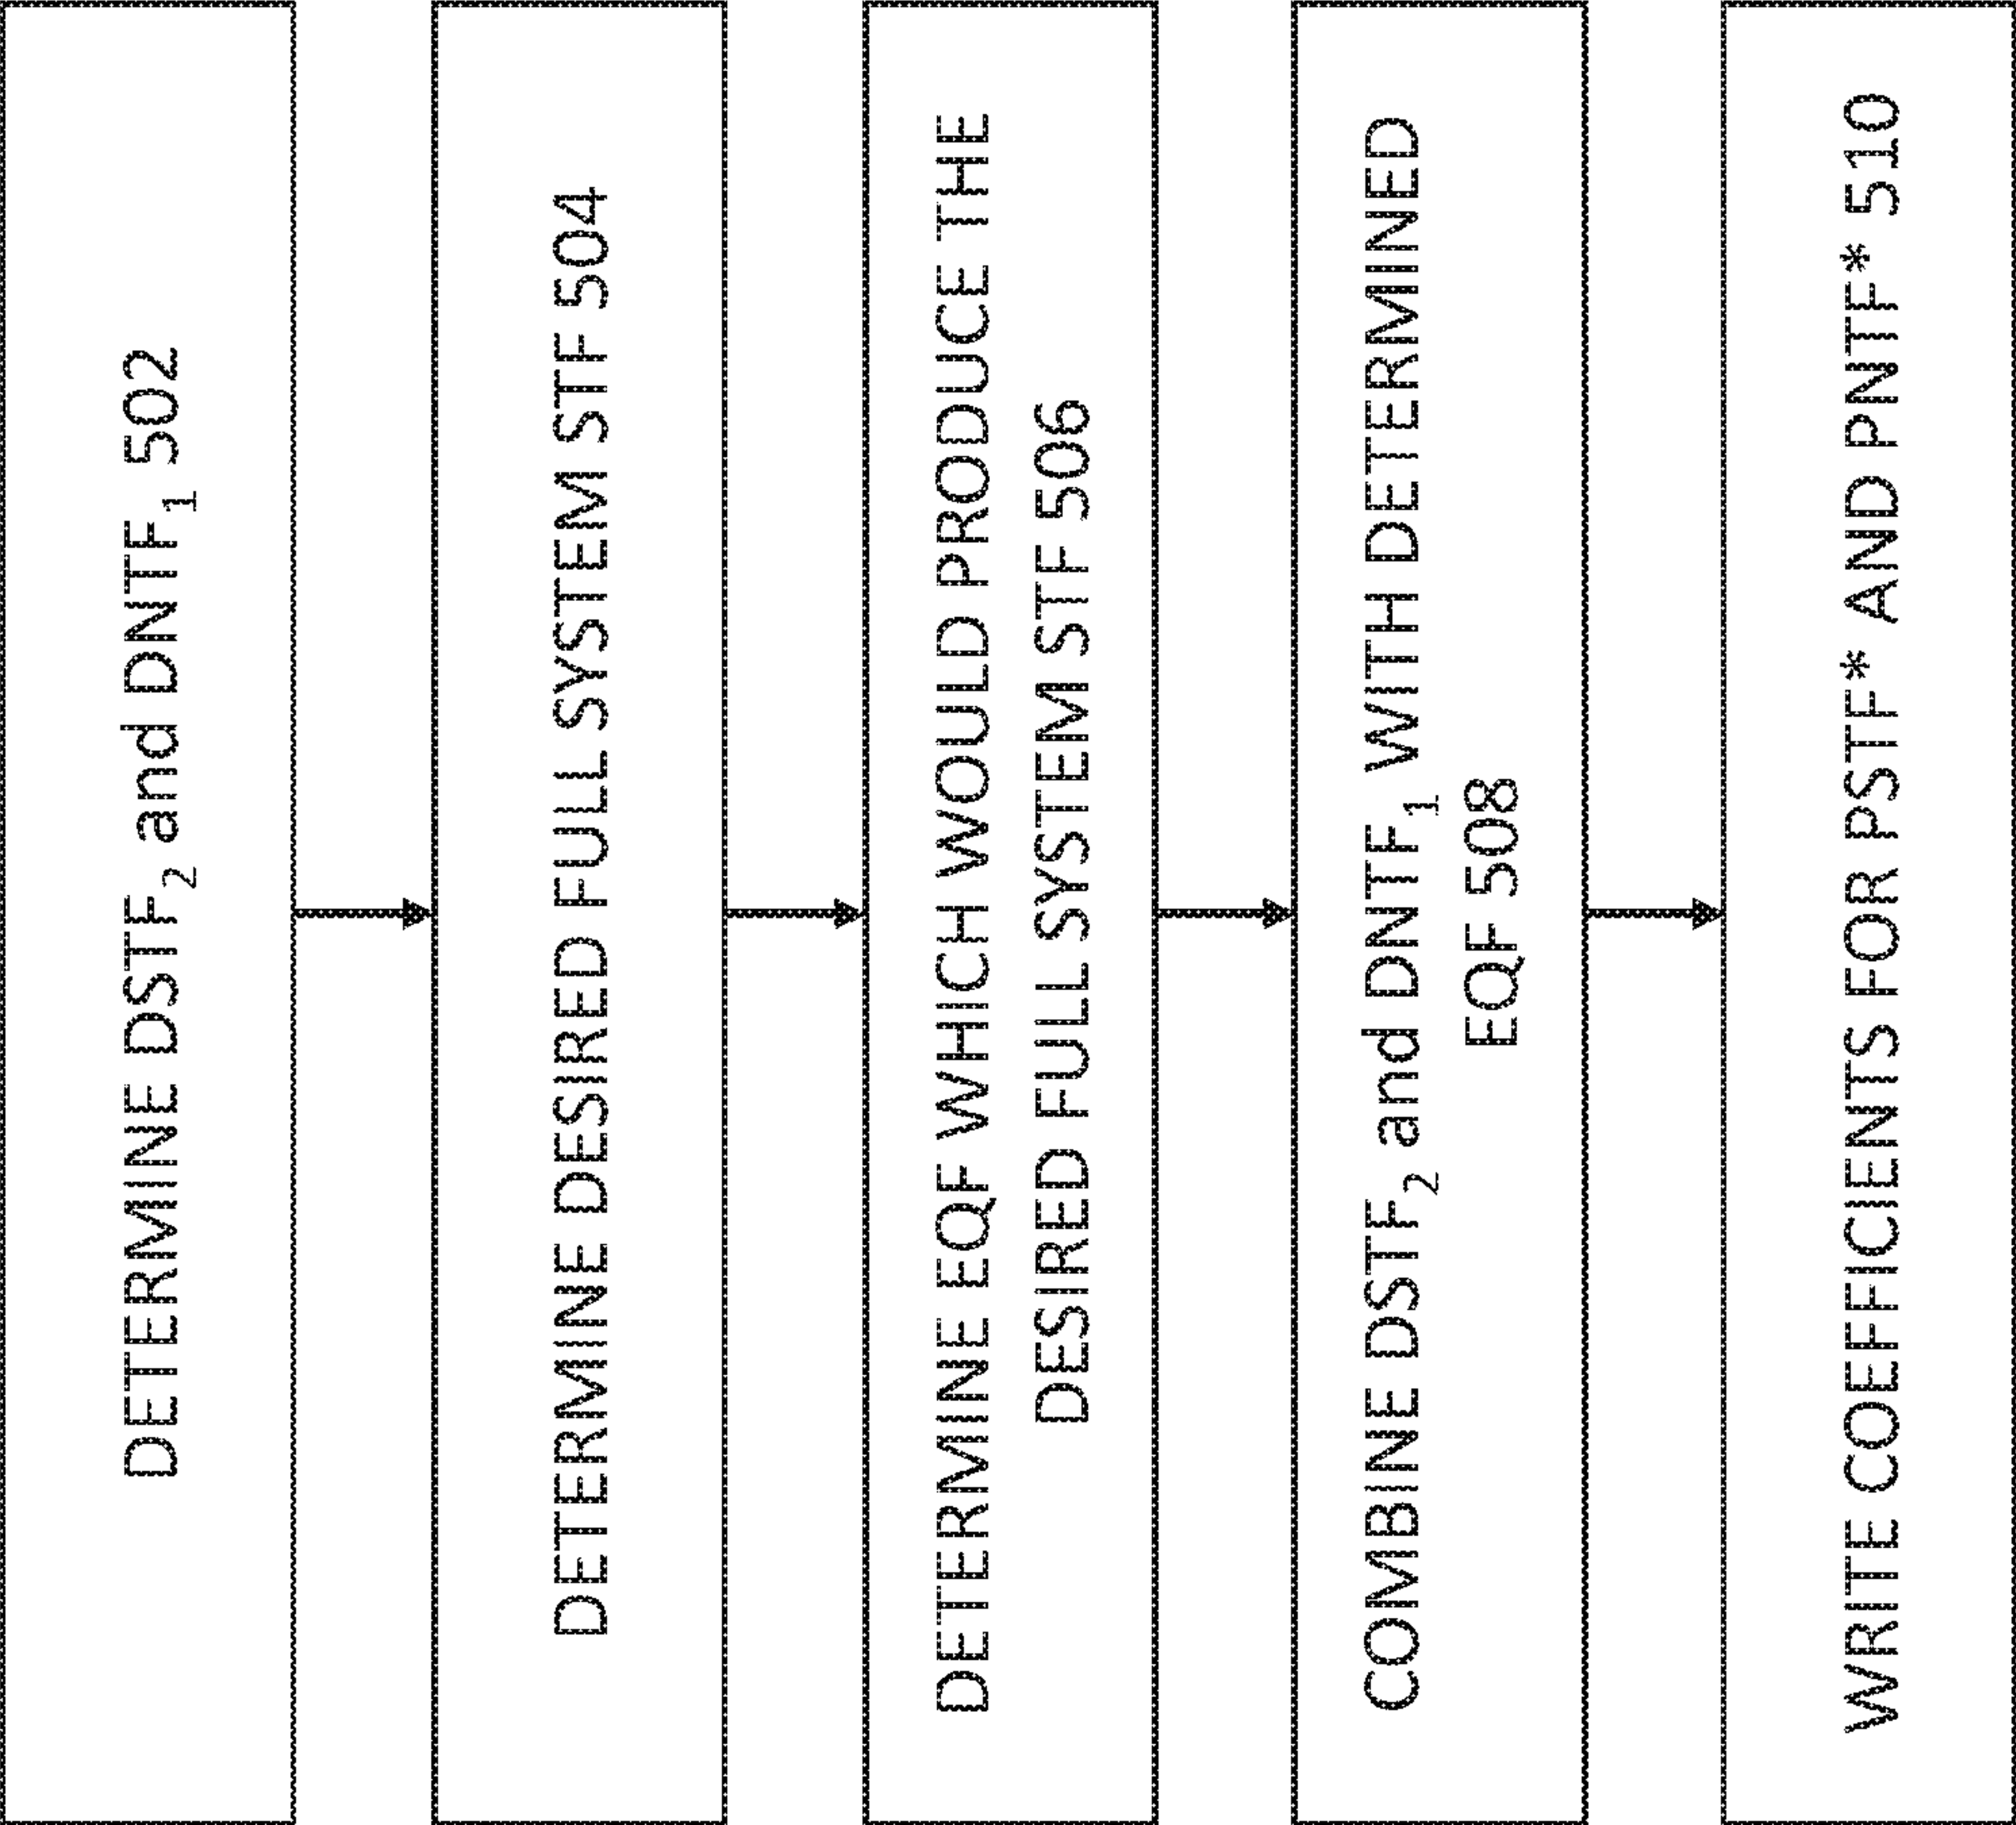 DETERMINE DSTF₂ and DNTF₁ 502
DETERMINE DESIRED FULL SYSTEM STF 504
DETERMINE EQF WHICH WOULD PRODUCE THE
DESIRED FULL SYSTEM STF 506
COMBINE DSTF₂ and DNTF₁ WITH DETERMINED
EQF 508
WRITE COEFFICIENTS FOR PSTF* AND PNTF* 510